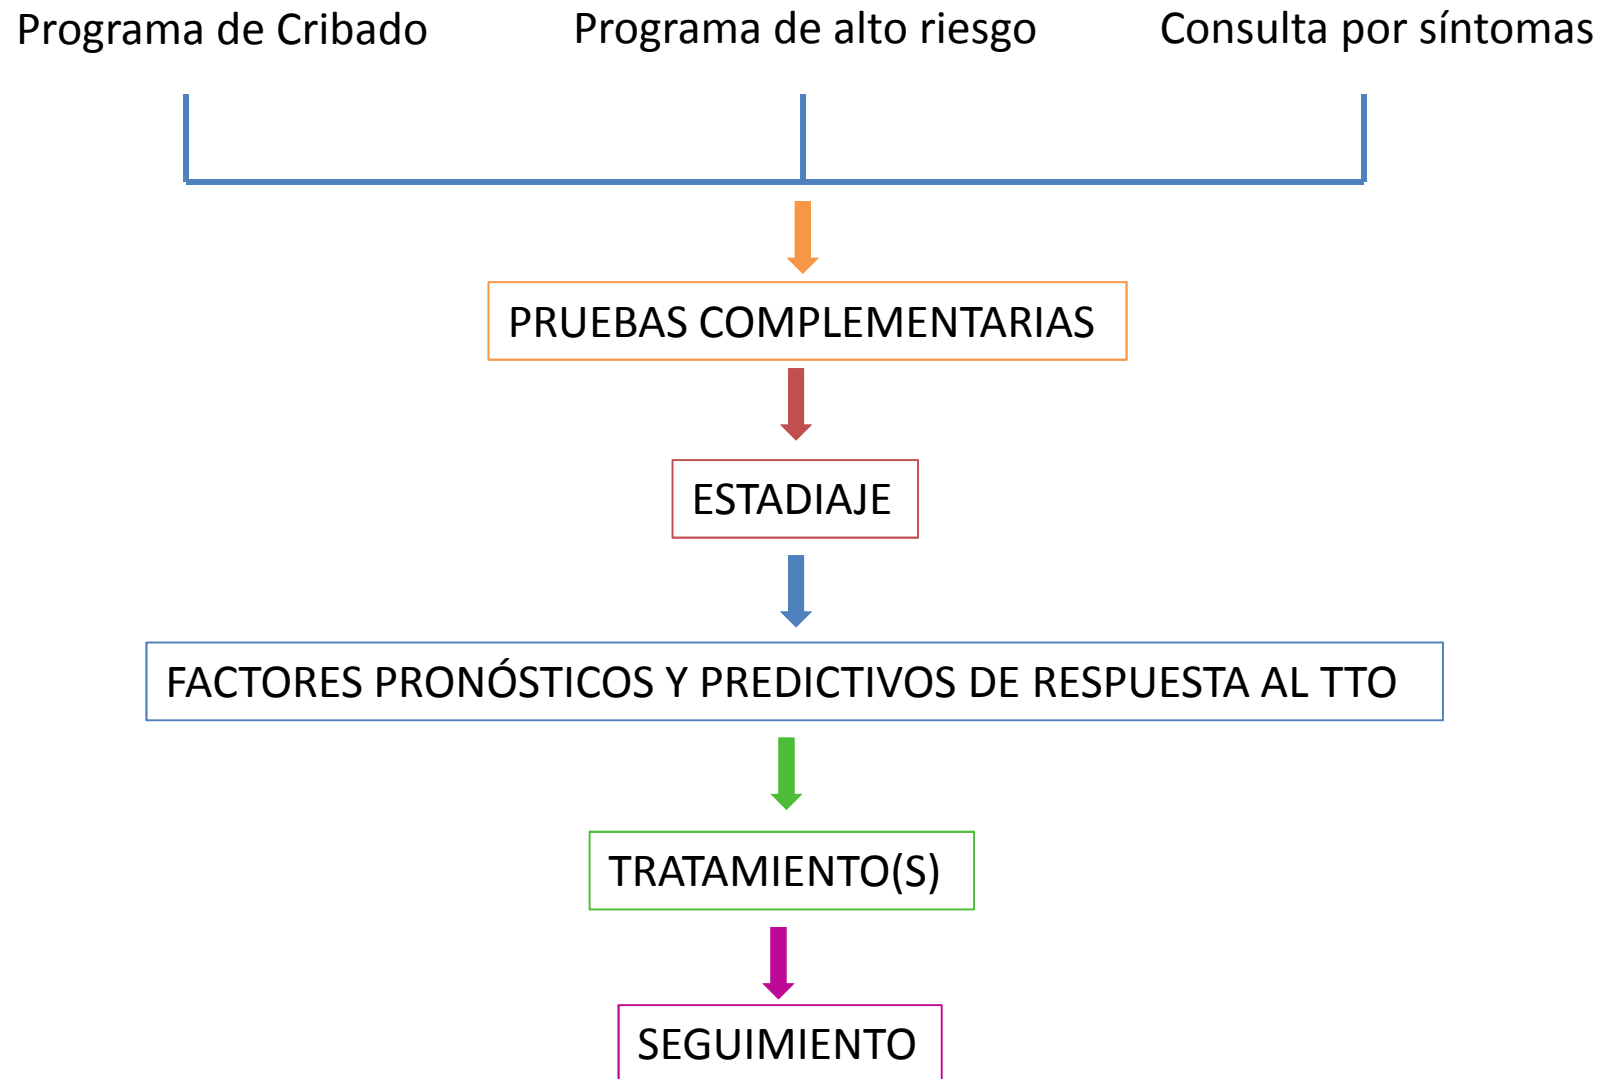 Programa de Cribado
Programa de alto riesgo
Consulta por síntomas
PRUEBAS COMPLEMENTARIAS
ESTADIAJE
FACTORES PRONÓSTICOS Y PREDICTIVOS DE RESPUESTA AL TTO
TRATAMIENTO(S)
SEGUIMIENTO